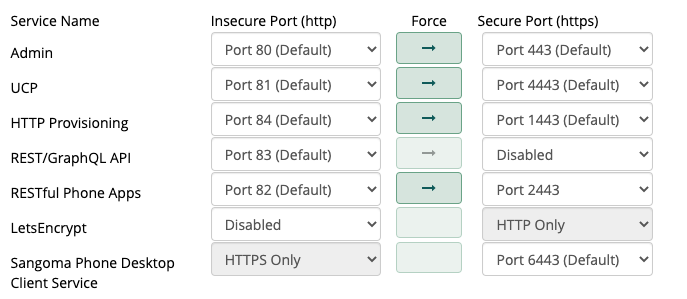 Service Name Insecure Port (http) Force Secure Port (https)
Admin Port 80 (Default) → Port 443 (Default)
UCP Port 81 (Default) → Port 4443 (Default)
HTTP Provisioning Port 84 (Default) → Port 1443 (Default)
REST/GraphQL API Port 83 (Default) → Disabled
RESTful Phone Apps Port 82 (Default) → Port 2443
LetsEncrypt Disabled HTTP Only
Sangoma Phone Desktop HTTPS Only Port 6443 (Default)
Client Service